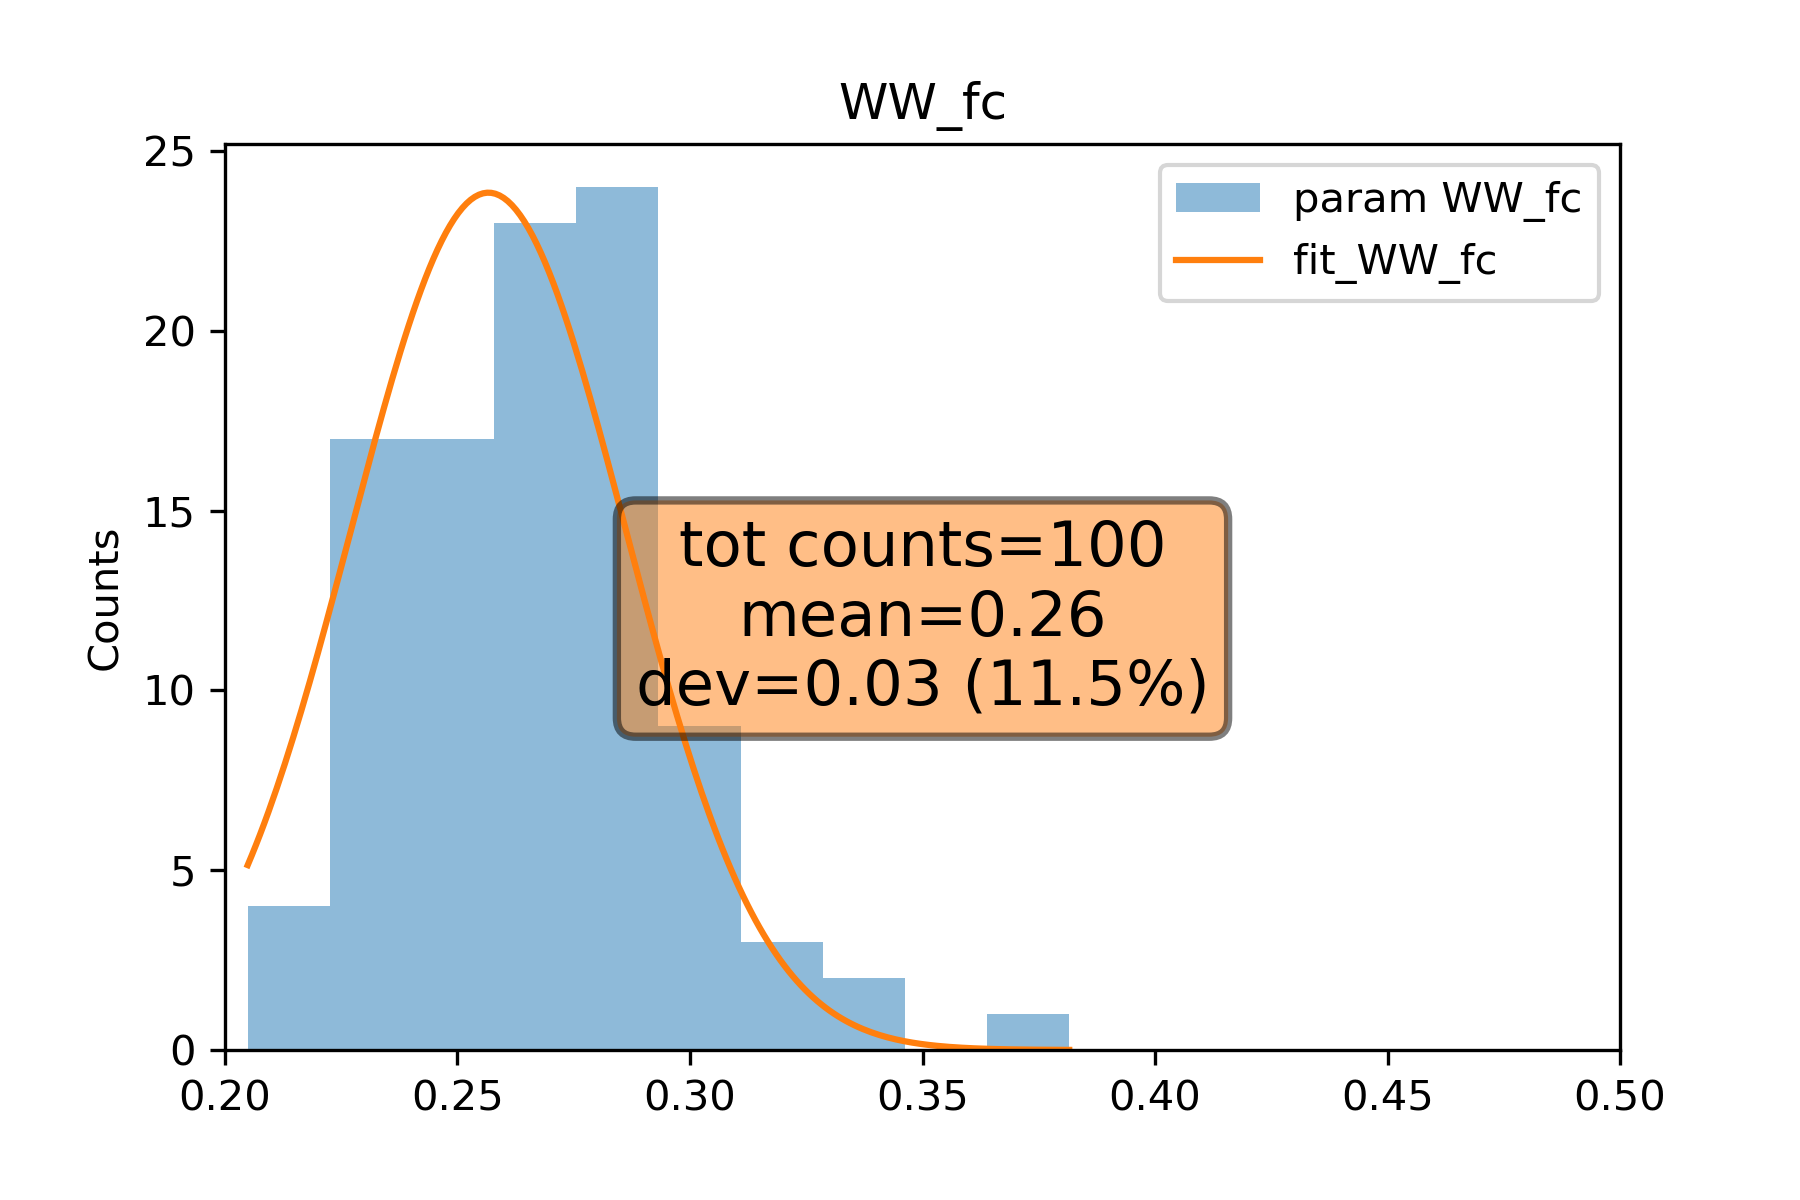 WW_fc
25
20
15
10
5
0
Counts
param WW_fc
fit_WW_fc
tot counts=100
mean=0.26
dev=0.03 (11.5%)
0.20 0.25 0.30 0.35 0.40 0.45 0.50